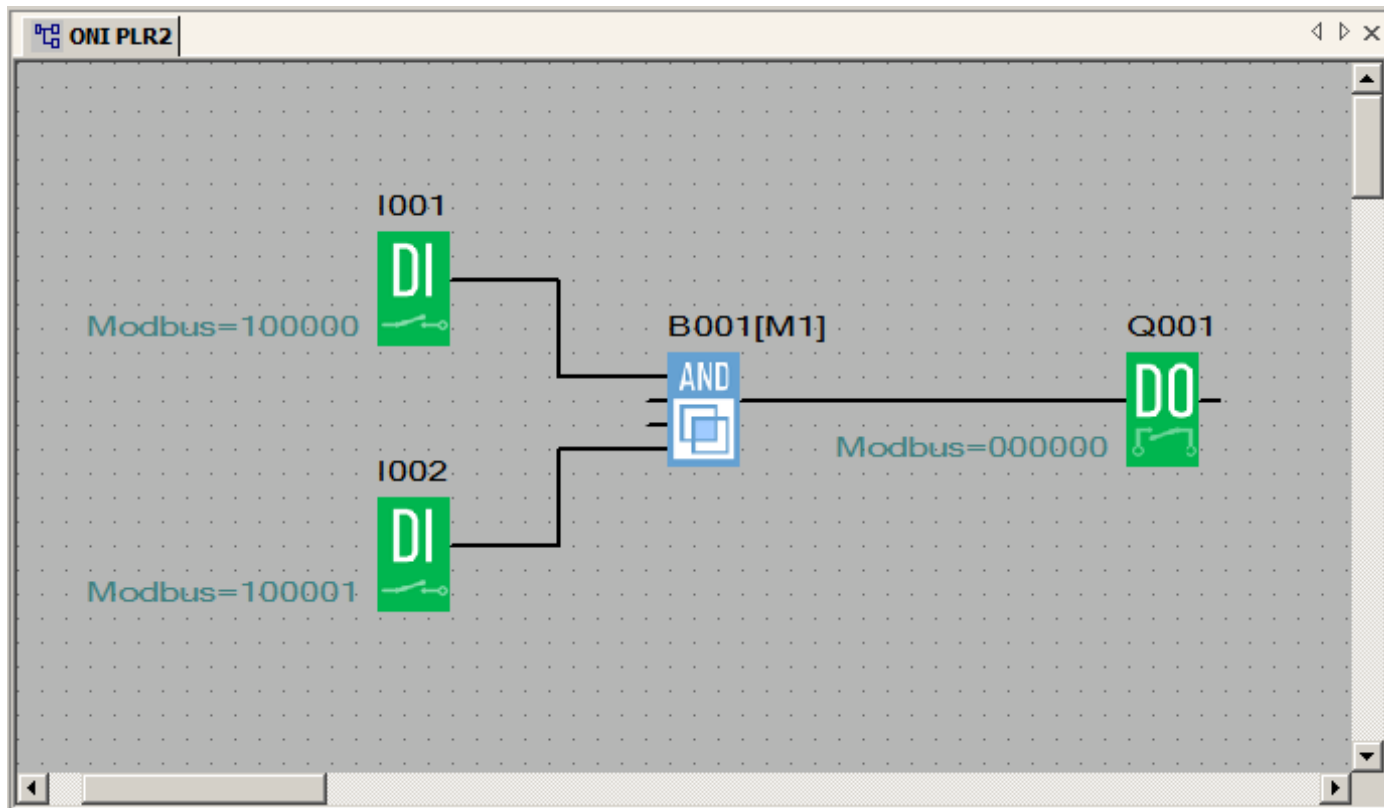 ONI PLR2
I001
DI
Modbus=100000
B001[M1]
AND
Q001
DO
Modbus=000000
I002
DI
Modbus=100001